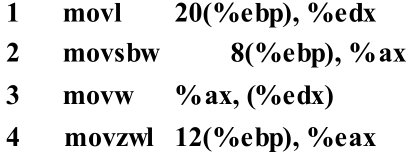 1 movl 20(%ebp), %edx
2 movsbw 8(%ebp), %ax
3 movw %ax, (%edx)
4 movzwl 12(%ebp), %eax